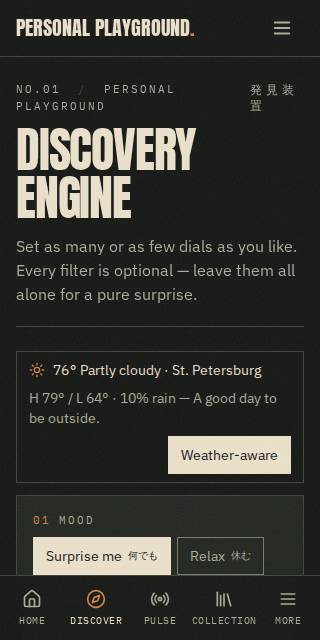 PERSONAL PLAYGROUND.
NO.01 / PERSONAL PLAYGROUND
発見装置
DISCOVERY
ENGINE
Set as many or as few dials as you like.
Every filter is optional — leave them all
alone for a pure surprise.
76° Partly cloudy · St. Petersburg
H 79° / L 64° · 10% rain — A good day to
be outside.
Weather-aware
01 MOOD
Surprise me 何でも
Relax 休む
HOME DISCOVER PULSE COLLECTION MORE